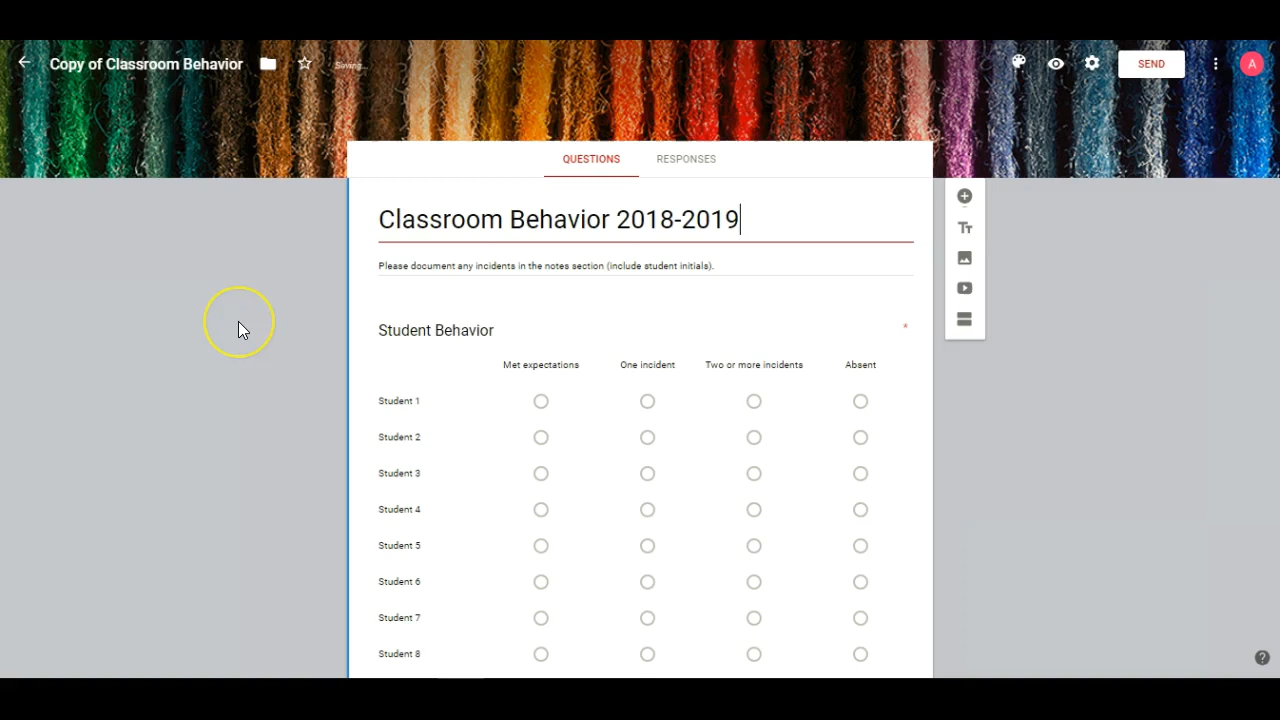 Copy of Classroom Behavior
Saving...
SEND
A
QUESTIONS
RESPONSES
Classroom Behavior 2018-2019
Please document any incidents in the notes section (include student initials).
Student Behavior
*
Met expectations One incident Two or more incidents Absent
Student 1
Student 2
Student 3
Student 4
Student 5
Student 6
Student 7
Student 8